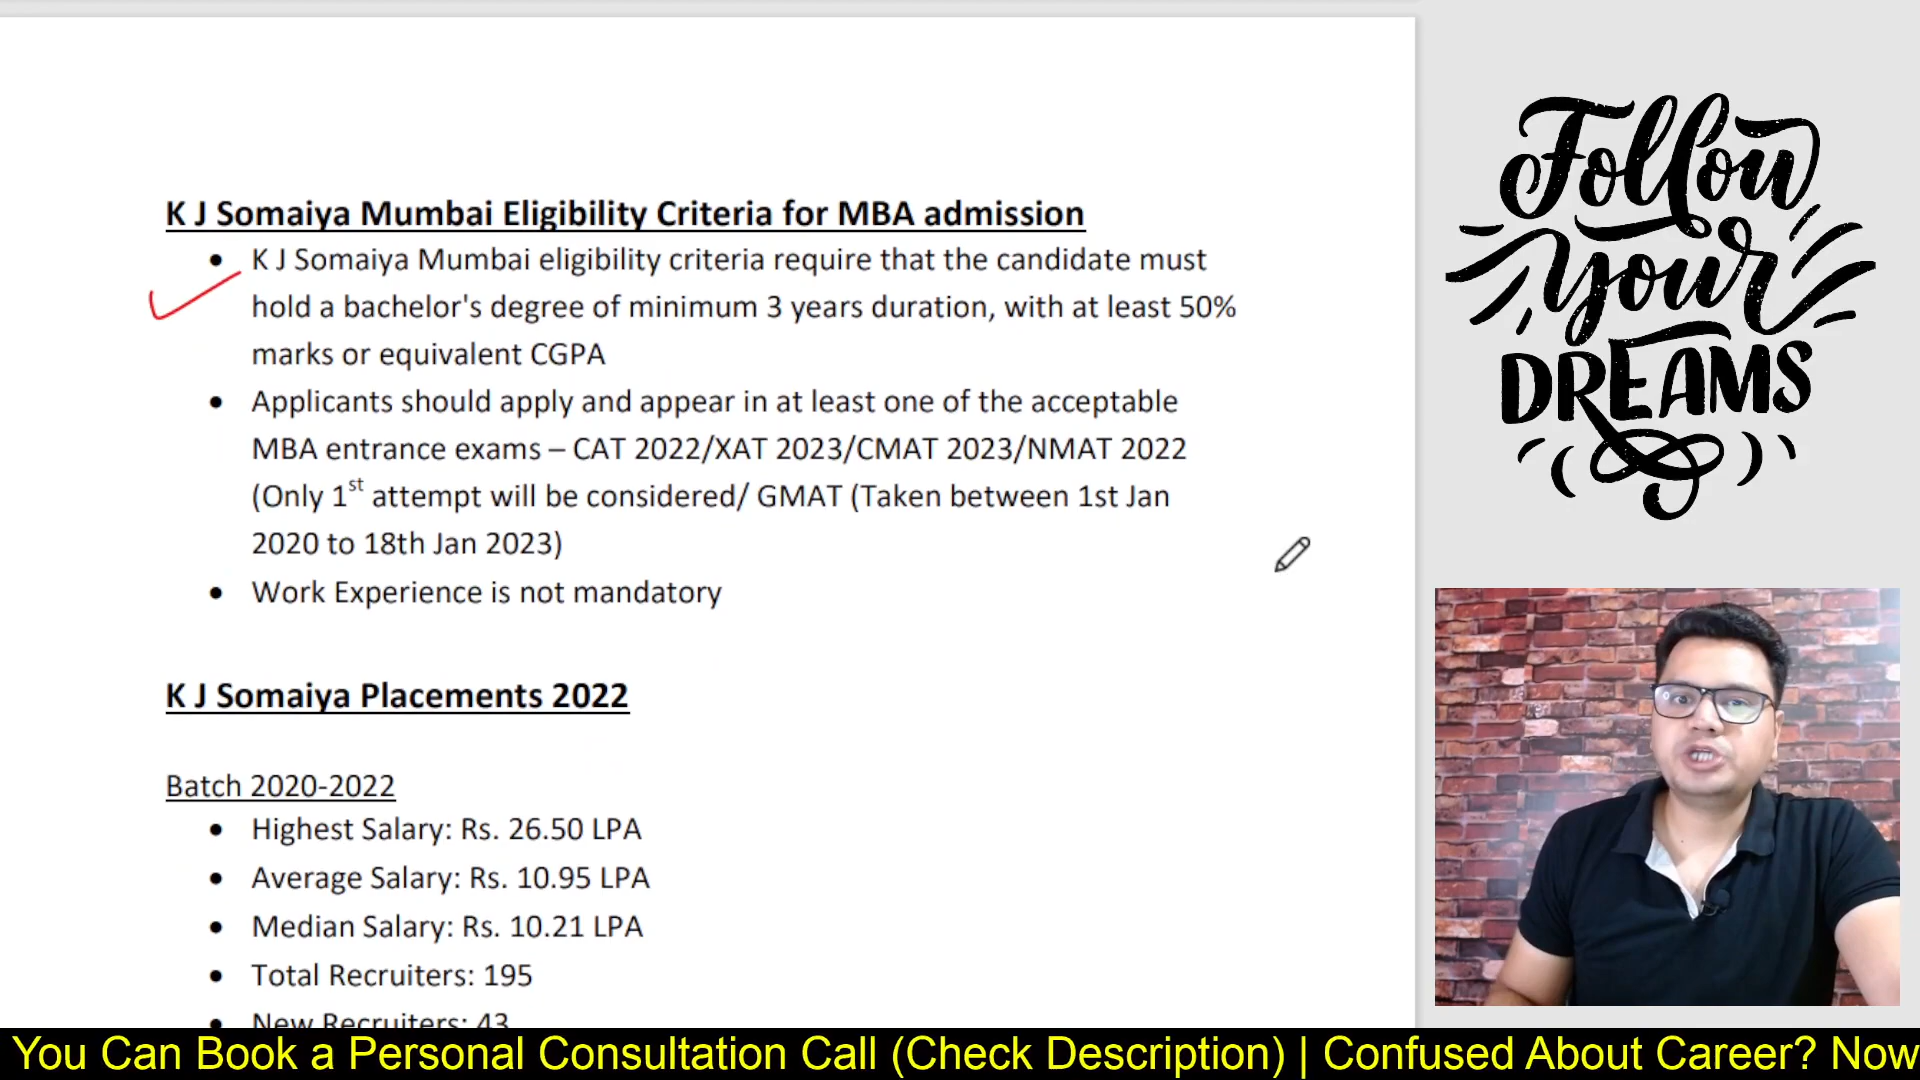 K J Somaiya Mumbai Eligibility Criteria for MBA admission
• K J Somaiya Mumbai eligibility criteria require that the candidate must
hold a bachelor's degree of minimum 3 years duration, with at least 50%
marks or equivalent CGPA
• Applicants should apply and appear in at least one of the acceptable
MBA entrance exams – CAT 2022/XAT 2023/CMAT 2023/NMAT 2022
(Only 1st attempt will be considered/ GMAT (Taken between 1st Jan
2020 to 18th Jan 2023)
• Work Experience is not mandatory
K J Somaiya Placements 2022
Batch 2020-2022
• Highest Salary: Rs. 26.50 LPA
• Average Salary: Rs. 10.95 LPA
• Median Salary: Rs. 10.21 LPA
• Total Recruiters: 195
• New Recruiters: 43
Follow
Your
DREAMS
You Can Book a Personal Consultation Call (Check Description) | Confused About Career? Now